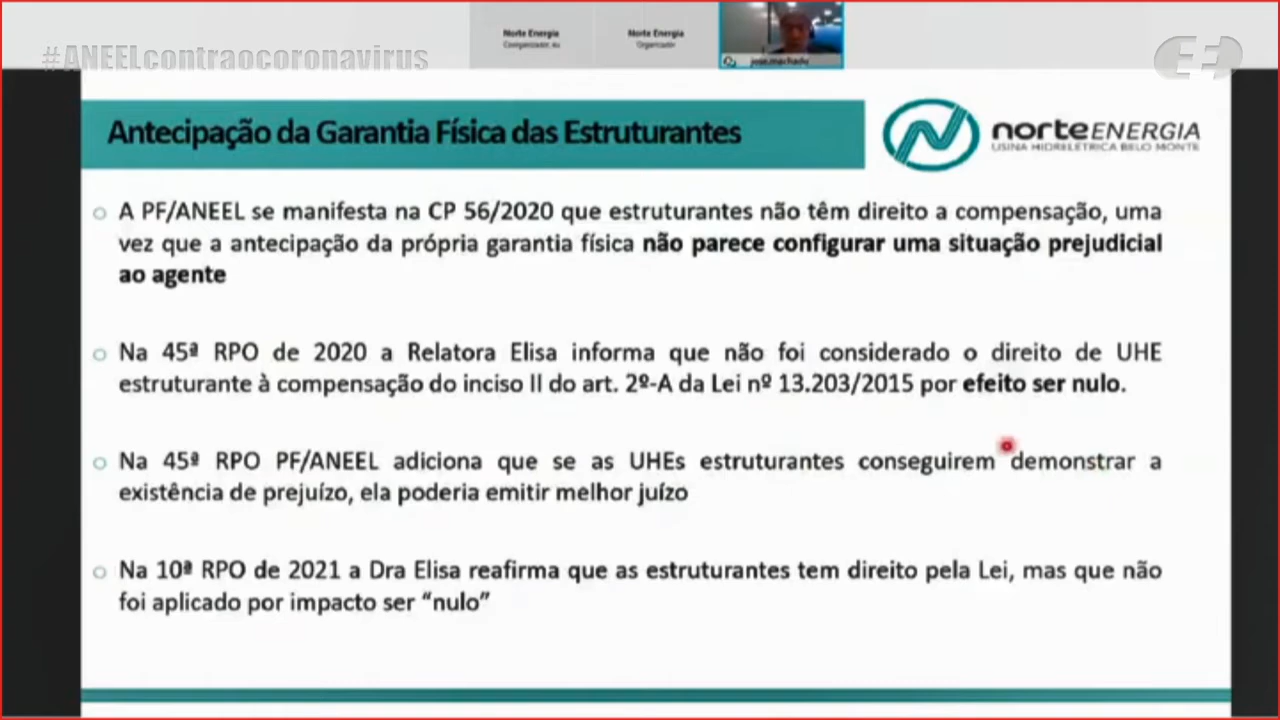 Norte Energia
Norte Energia
Organizador
#ANEELcontraocoronavirus
jose.machado
Antecipação da Garantia Física das Estruturantes
norteENERGIA
USINA HIDRELÉTRICA BELO MONTE
A PF/ANEEL se manifesta na CP 56/2020 que estruturantes não têm direito a compensação, uma
vez que a antecipação da própria garantia física não parece configurar uma situação prejudicial
ao agente
Na 45ª RPO de 2020 a Relatora Elisa informa que não foi considerado o direito de UHE
estruturante à compensação do inciso II do art. 2º-A da Lei nº 13.203/2015 por efeito ser nulo.
Na 45ª RPO PF/ANEEL adiciona que se as UHEs estruturantes conseguirem demonstrar a
existência de prejuízo, ela poderia emitir melhor juízo
Na 10ª RPO de 2021 a Dra Elisa reafirma que as estruturantes tem direito pela Lei, mas que não
foi aplicado por impacto ser “nulo”